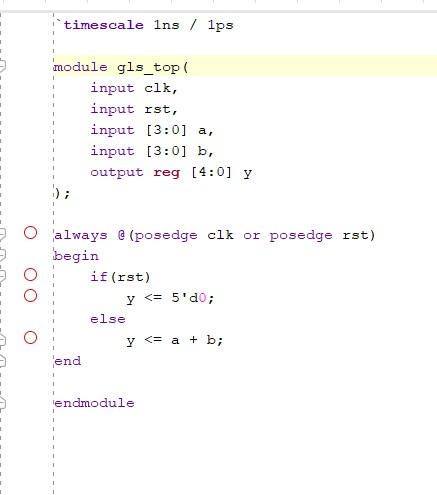 `timescale 1ns / 1ps
module gls_top(
input clk,
input rst,
input [3:0] a,
input [3:0] b,
output reg [4:0] y
);
always @(posedge clk or posedge rst)
begin
if(rst)
y <= 5'd0;
else
y <= a + b;
end
endmodule